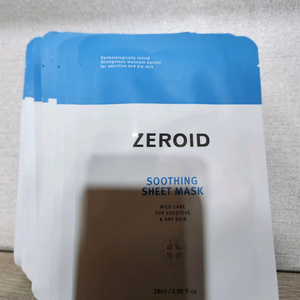 Dermatologically tested
Strengthens moisture barrier
for sensitive and dry skin
ZEROID
SOOTHING
SHEET MASK
MILD CARE
FOR SENSITIVE
& DRY SKIN
28ml / 0.95 fl oz